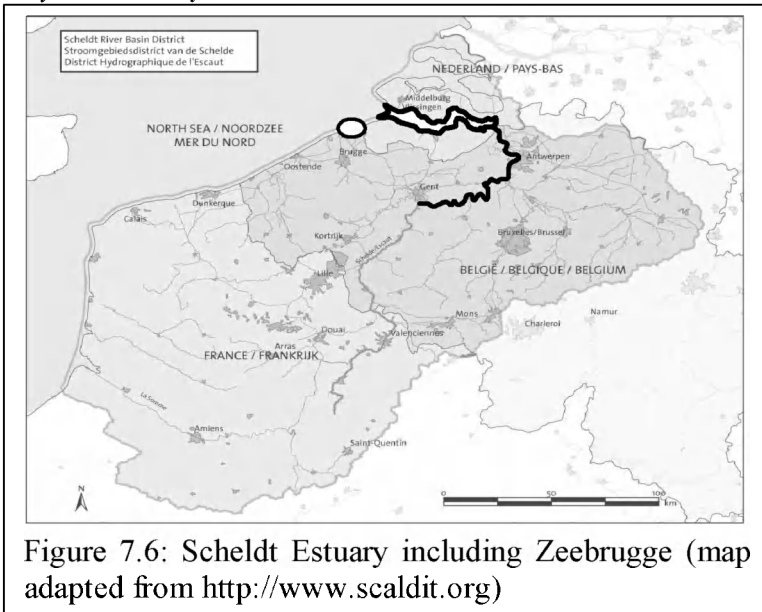 Scheldt River Basin District
Stroomgebiedsdistrict van de Schelde
District Hydrographique de l'Escaut
NEDERLAND / PAYS-BAS
Middelburg
NORTH SEA / NOORDZEE
MER DU NORD
Brugge
Antwerpen
Oostende
Gent
Dunkerque
Calais
Kortrijk
Bruxelles/Brussel
Lille
BELGIË / BELGIQUE / BELGIUM
Mons
Namur
Douai
Valenciennes
Charleroi
Arras
FRANCE / FRANKRIJK
La Somme
Amiens
Saint-Quentin
N
0 50 100
km
Figure 7.6: Scheldt Estuary including Zeebrugge (map
adapted from http://www.scaldit.org)